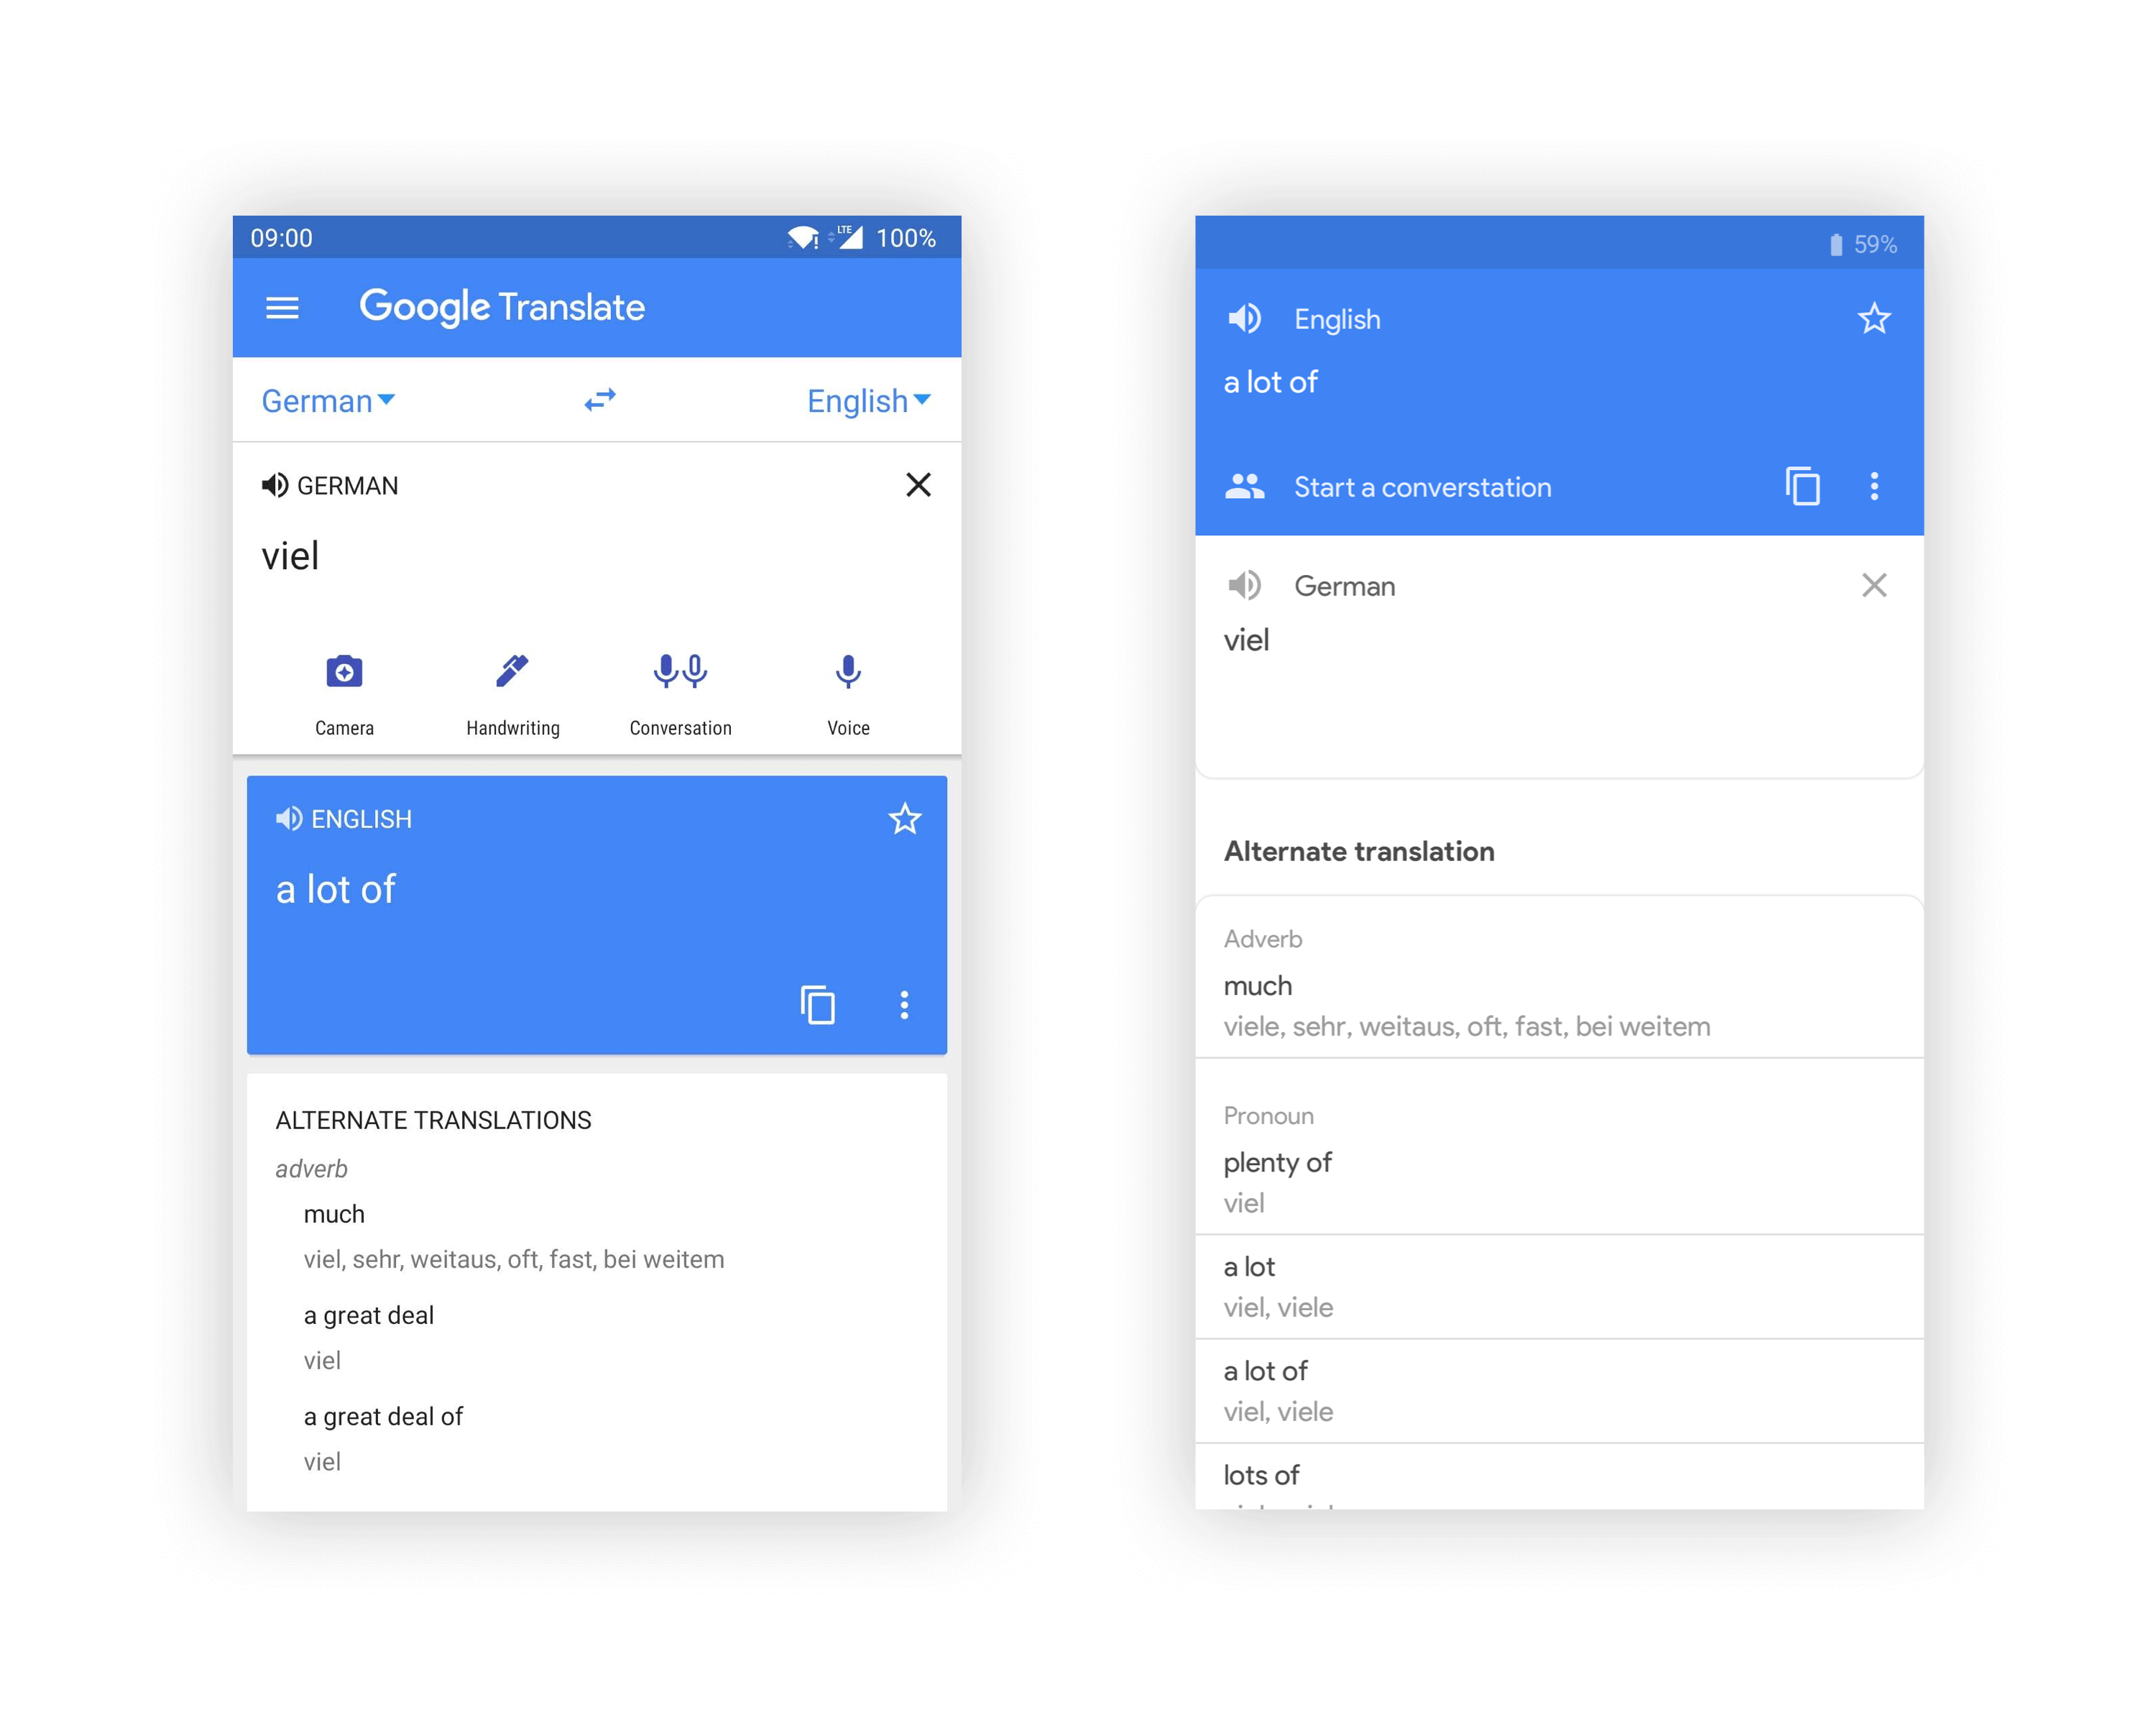 09:00 LTE 100%
Google Translate
German English
GERMAN
viel
Camera Handwriting Conversation Voice
ENGLISH
a lot of
ALTERNATE TRANSLATIONS
adverb
much
viel, sehr, weitaus, oft, fast, bei weitem
a great deal
viel
a great deal of
viel
59%
English
a lot of
Start a converstation
German
viel
Alternate translation
Adverb
much
viele, sehr, weitaus, oft, fast, bei weitem
Pronoun
plenty of
viel
a lot
viel, viele
a lot of
viel, viele
lots of